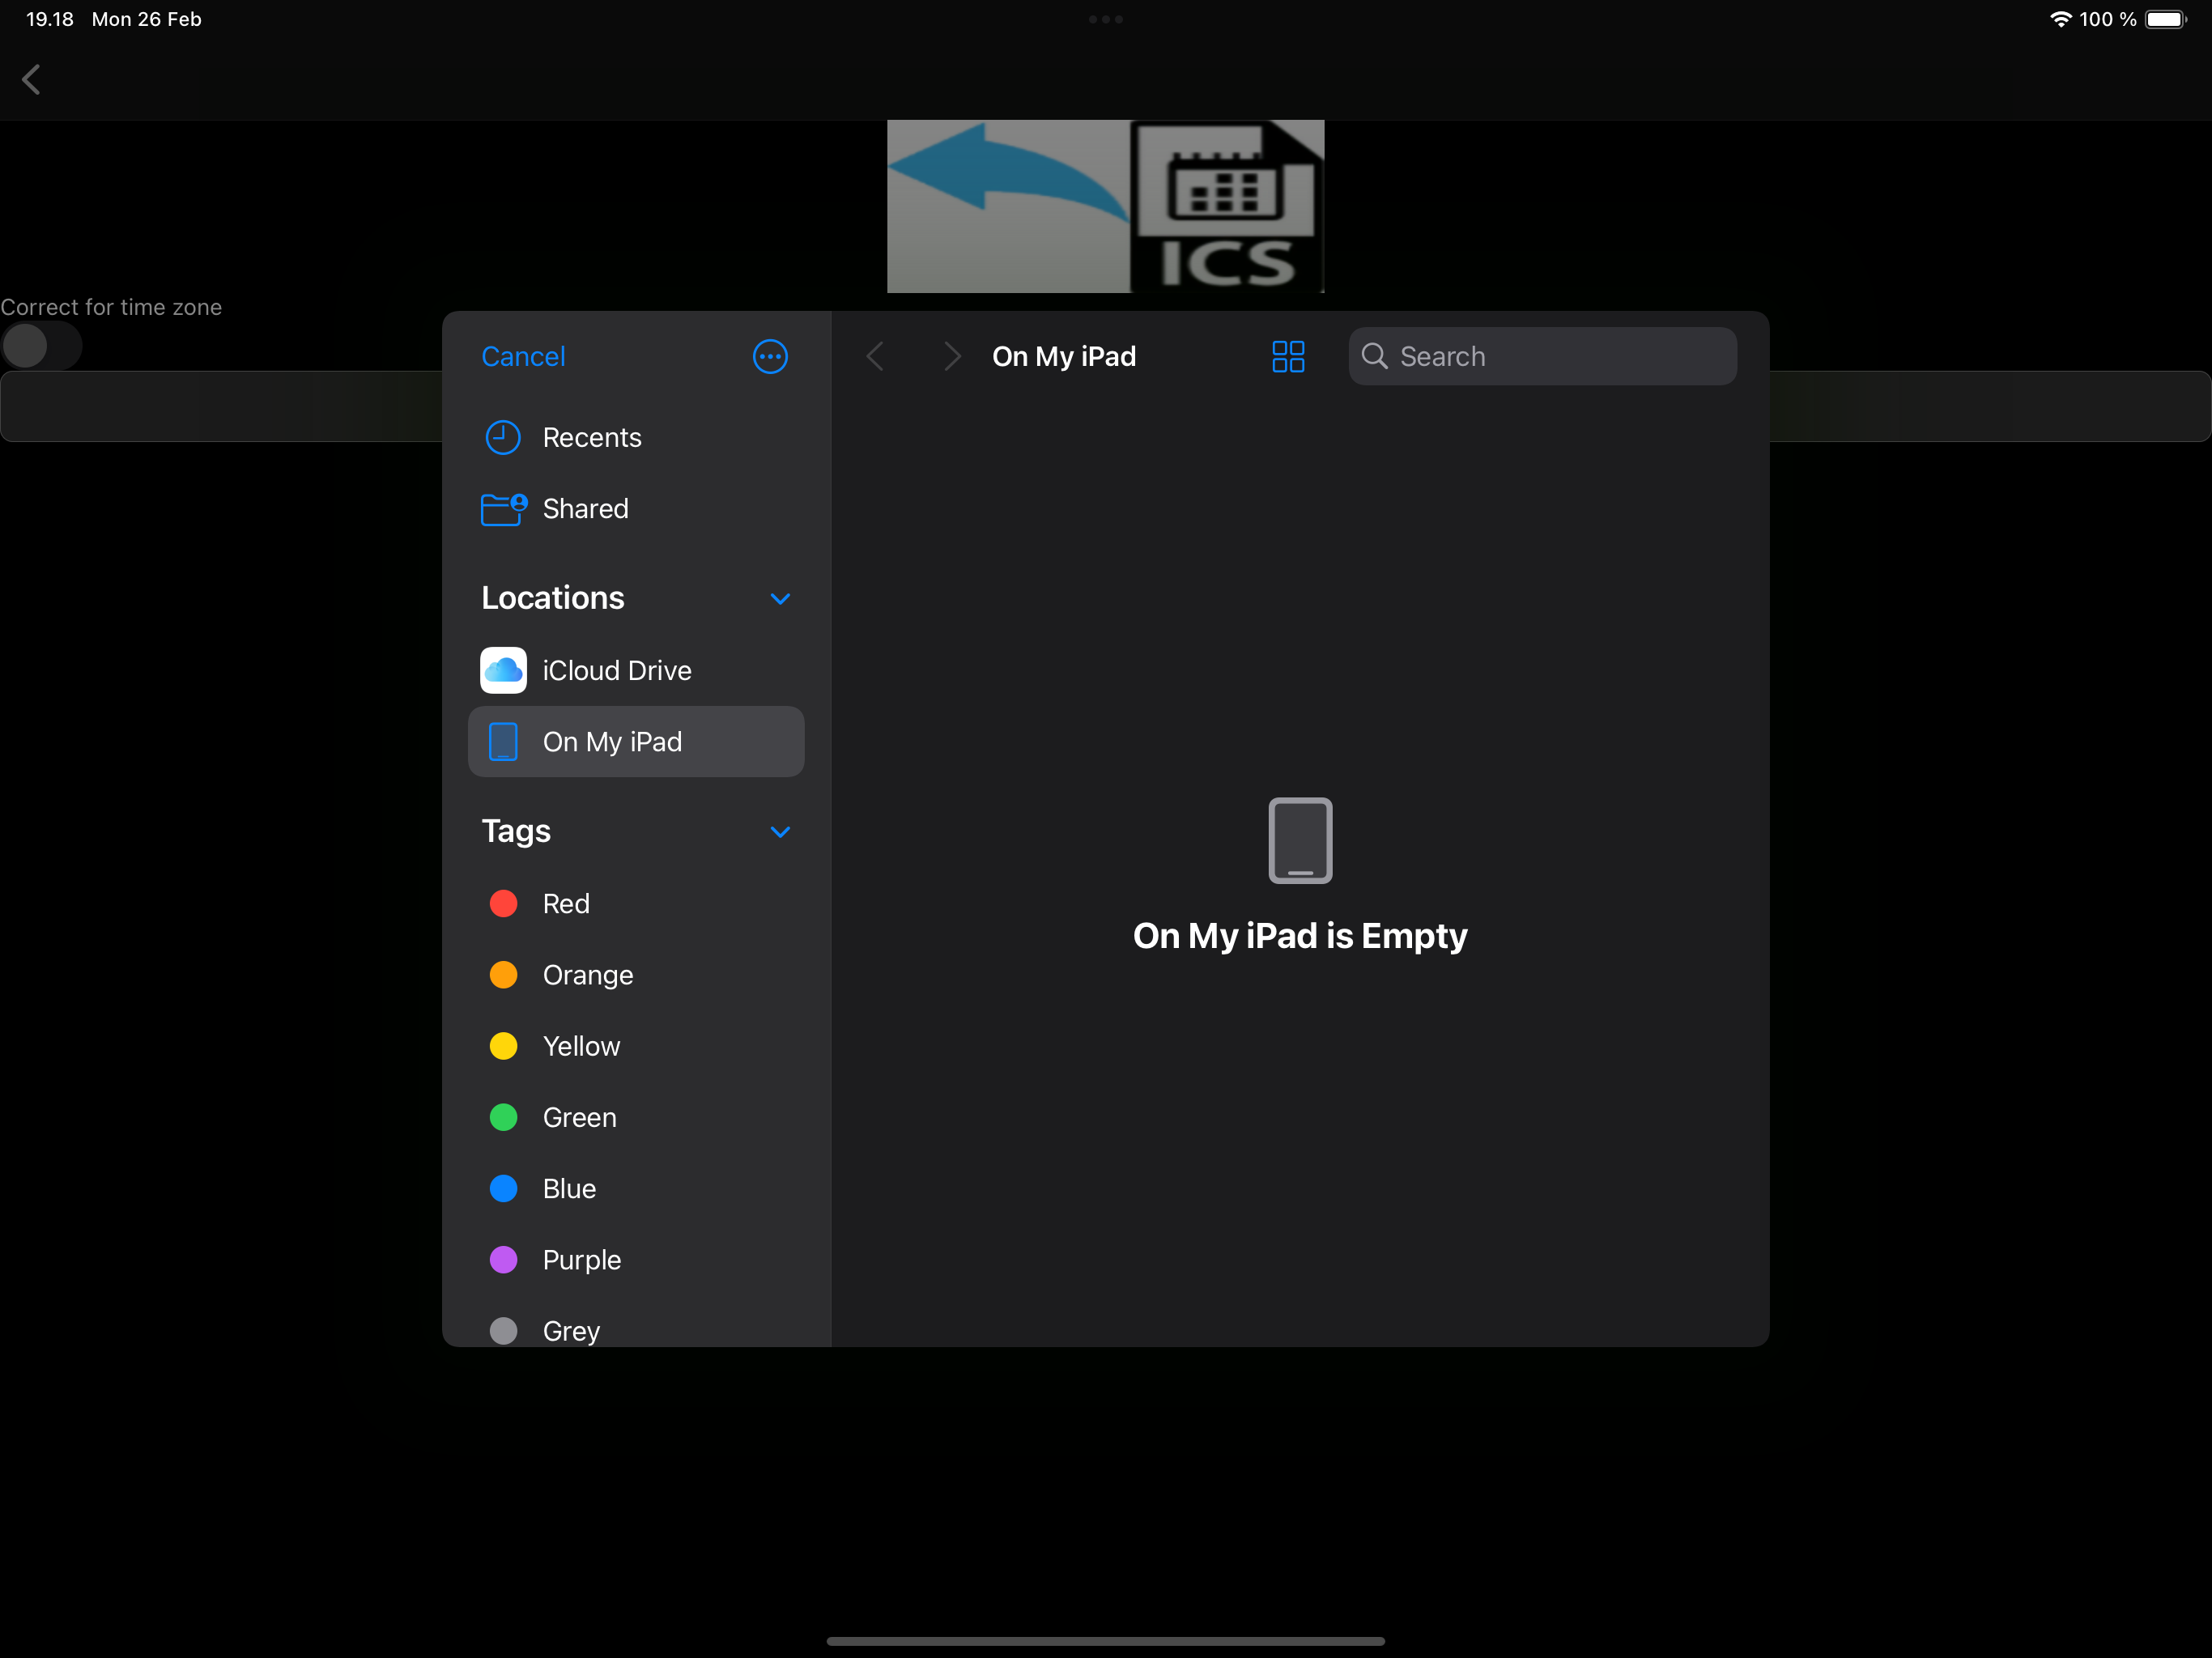 19.18 Mon 26 Feb
100 %
ICS
Correct for time zone
Cancel
On My iPad
Search
Recents
Shared
Locations
iCloud Drive
On My iPad
Tags
Red
Orange
Yellow
Green
Blue
Purple
Grey
On My iPad is Empty